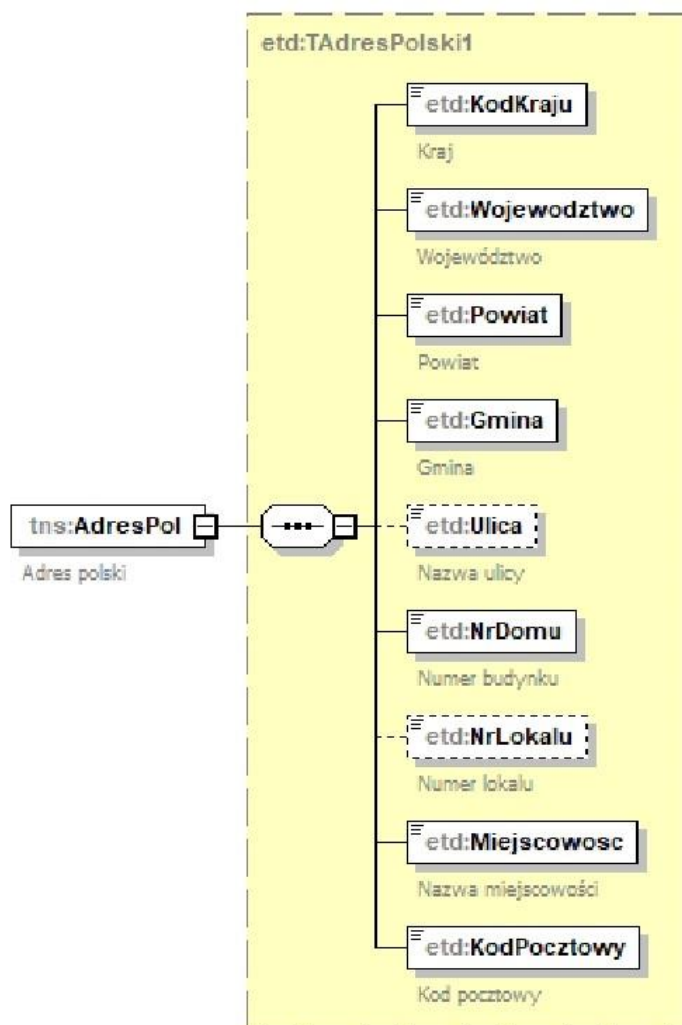 etd:TAdresPolski1
etd:KodKraju
Kraj
etd:Wojewodztwo
Województwo
etd:Powiat
Powiat
etd:Gmina
Gmina
tns:AdresPol
Adres polski
etd:Ulica
Nazwa ulicy
etd:NrDomu
Numer budynku
etd:NrLokalu
Numer lokalu
etd:Miejscowosc
Nazwa miejscowości
etd:KodPocztowy
Kod pocztowy